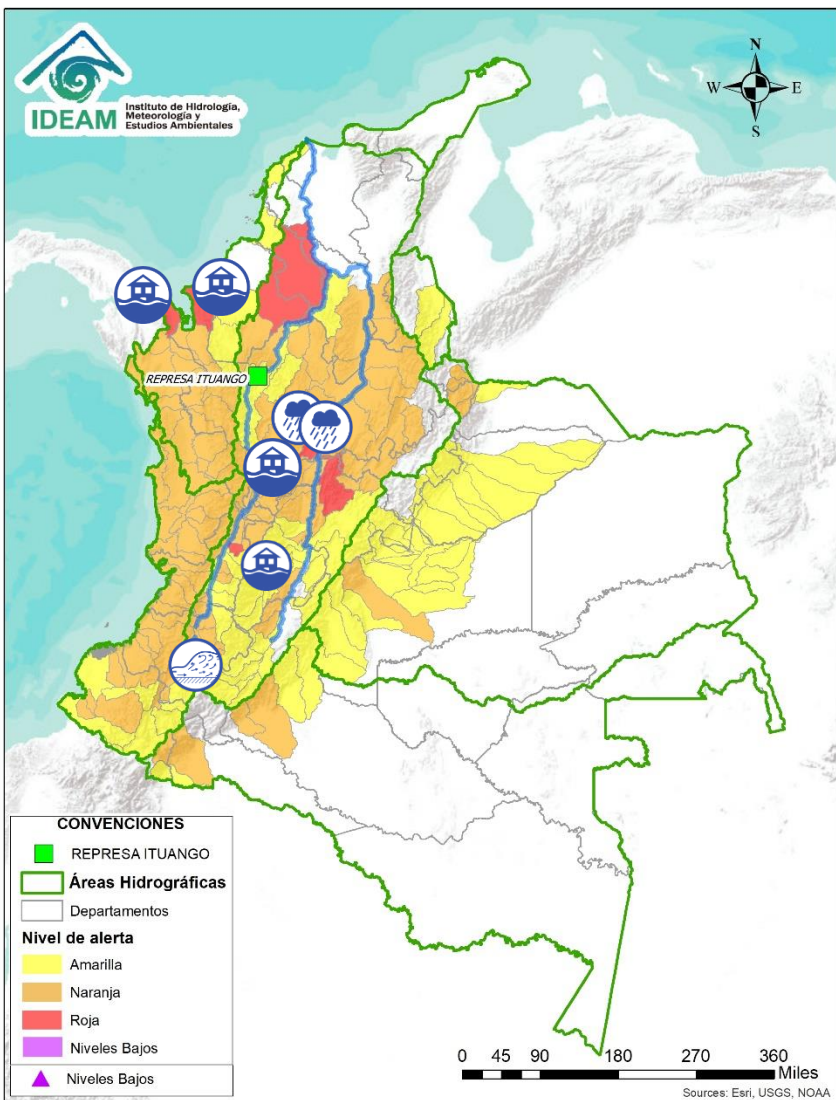 IDEAM
Instituto de Hidrología,
Meteorología y
Estudios Ambientales
N
W
E
S
REPRESA ITUANGO
CONVENCIONES
REPRESA ITUANGO
Áreas Hidrográficas
Departamentos
Nivel de alerta
Amarilla
Naranja
Roja
Niveles Bajos
Niveles Bajos
0 45 90 180 270 360
Miles
Sources: Esri, USGS, NOAA